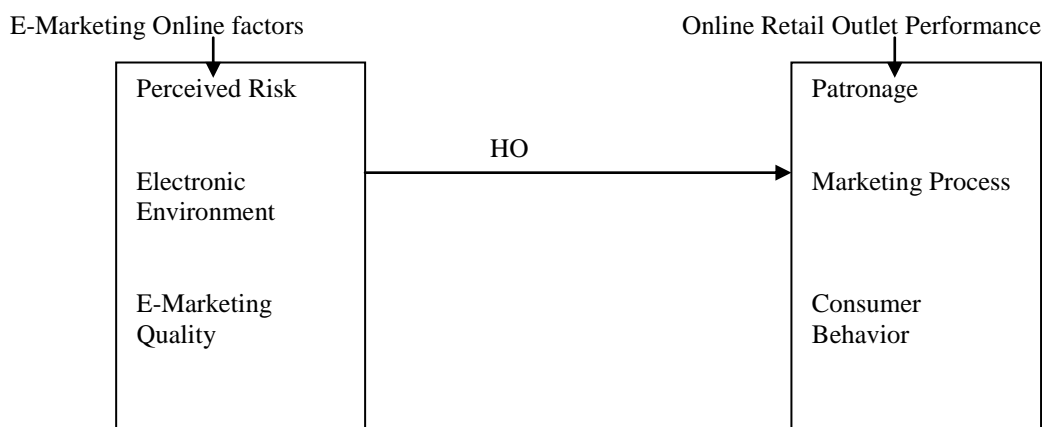 E-Marketing Online factors
Online Retail Outlet Performance
Perceived Risk
Patronage
HO
Electronic
Environment
Marketing Process
E-Marketing
Quality
Consumer
Behavior